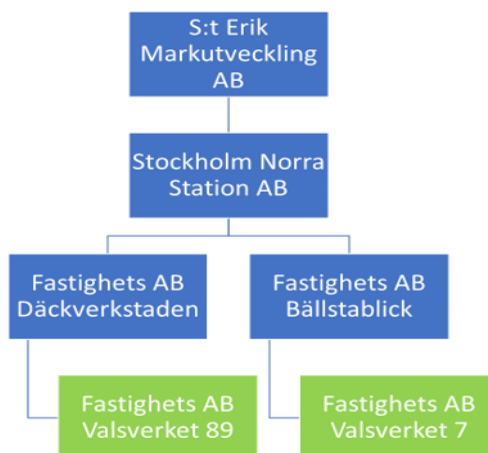 S:t Erik
Markutveckling
AB
Stockholm Norra
Station AB
Fastighets AB
Däckverkstaden
Fastighets AB
Bällstablick
Fastighets AB
Valsverket 89
Fastighets AB
Valsverket 7